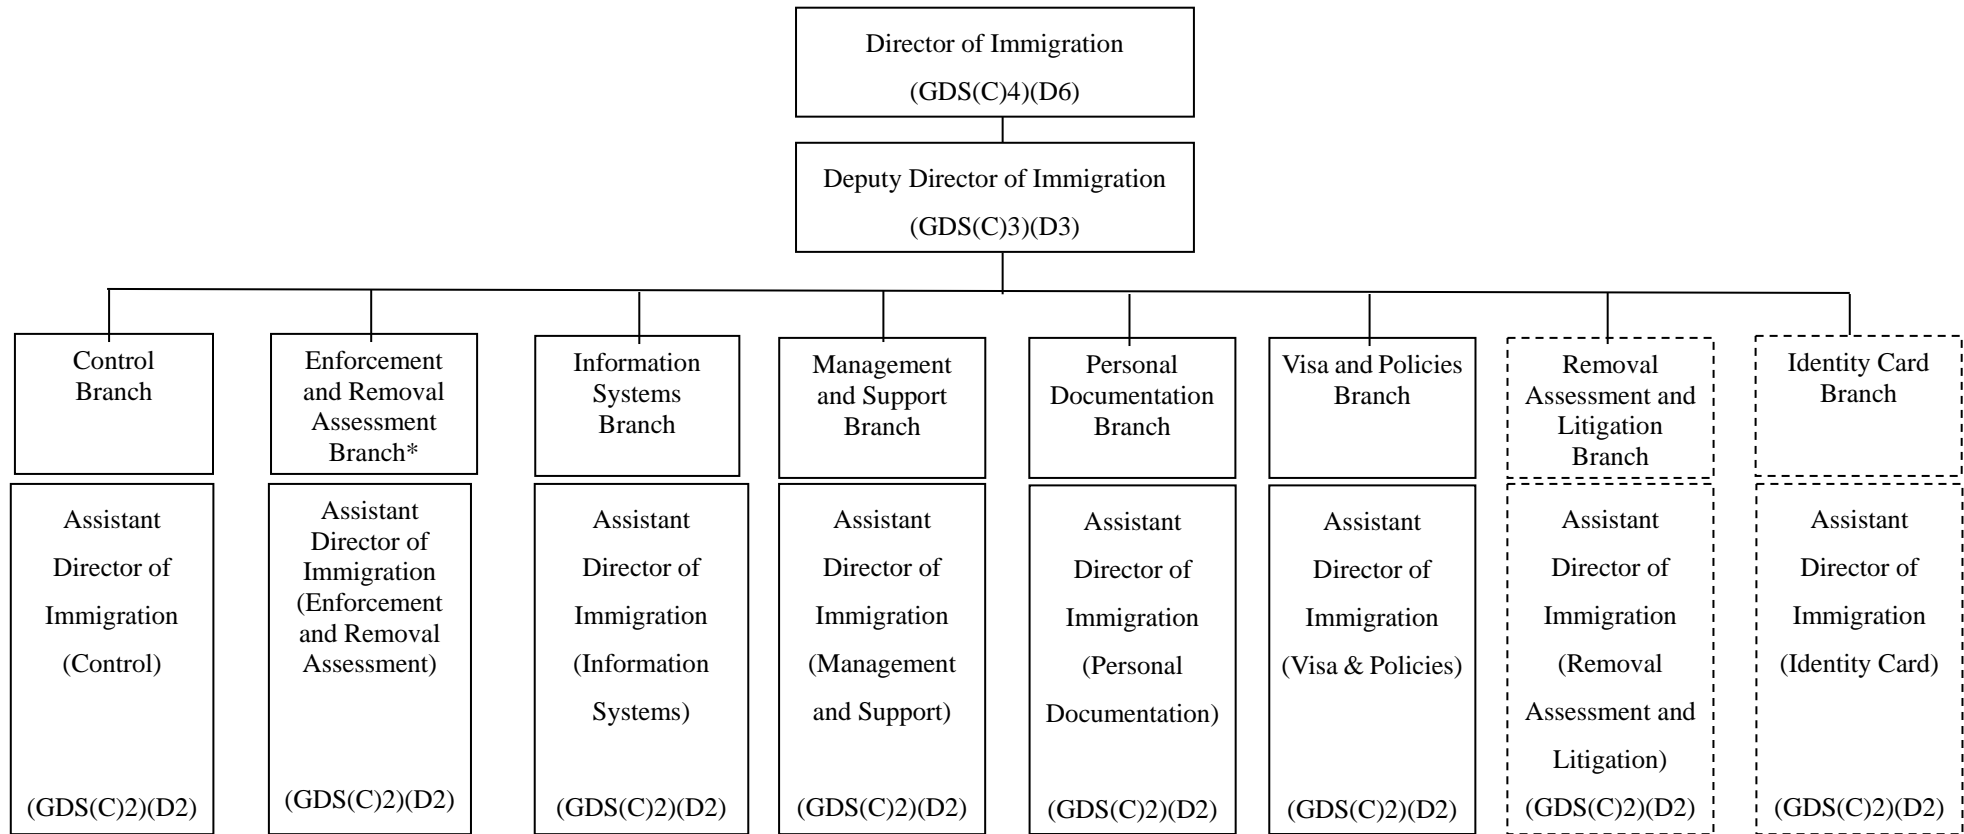 Director of Immigration
(GDS(C)4)(D6)
Deputy Director of Immigration
(GDS(C)3)(D3)
Control
Branch
Enforcement
and Removal
Assessment
Branch*
Information
Systems
Branch
Management
and Support
Branch
Personal
Documentation
Branch
Visa and Policies
Branch
Removal
Assessment and
Litigation
Branch
Identity Card
Branch
Assistant
Director of
Immigration
(Control)
(GDS(C)2)(D2)
Assistant
Director of
Immigration
(Enforcement
and Removal
Assessment)
(GDS(C)2)(D2)
Assistant
Director of
Immigration
(Information
Systems)
(GDS(C)2)(D2)
Assistant
Director of
Immigration
(Management
and Support)
(GDS(C)2)(D2)
Assistant
Director of
Immigration
(Personal
Documentation)
(GDS(C)2)(D2)
Assistant
Director of
Immigration
(Visa & Policies)
(GDS(C)2)(D2)
Assistant
Director of
Immigration
(Removal
Assessment and
Litigation)
(GDS(C)2)(D2)
Assistant
Director of
Immigration
(Identity Card)
(GDS(C)2)(D2)